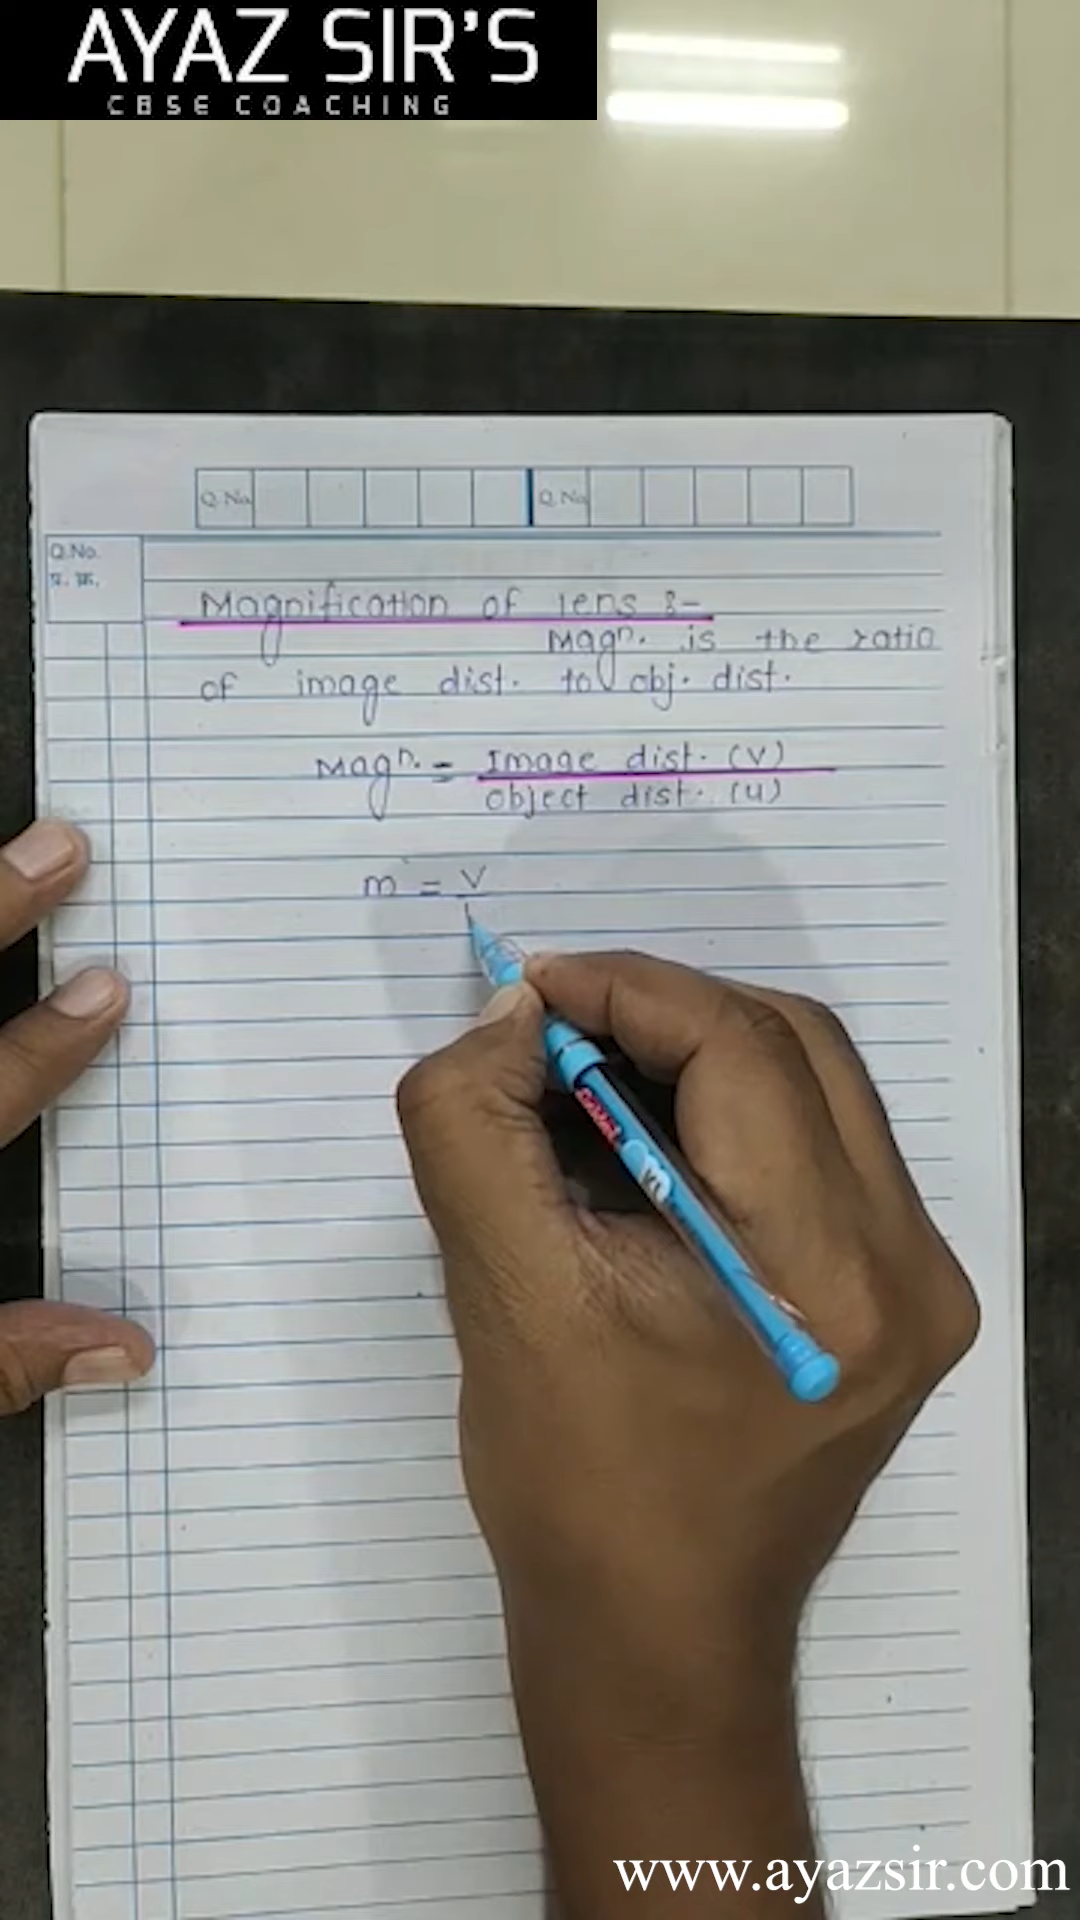 AYAZ SIR'S
CBSE COACHING
Q.No. Q.No.
Q.No.
प्र. क्र.
Magnification of lens :-
Magn. is the ratio
of image dist. to obj. dist.
Magn. = Image dist. (v)
object dist. (u)
m = v
www.ayazsir.com